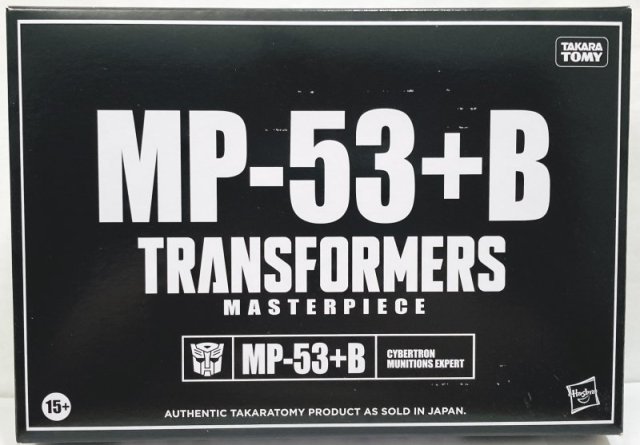 TAKARA
TOMY
MP-53+B
TRANSFORMERS
MASTERPIECE
MP-53+B
CYBERTRON
MUNITIONS EXPERT
15+
Hasbro
AUTHENTIC TAKARATOMY PRODUCT AS SOLD IN JAPAN.